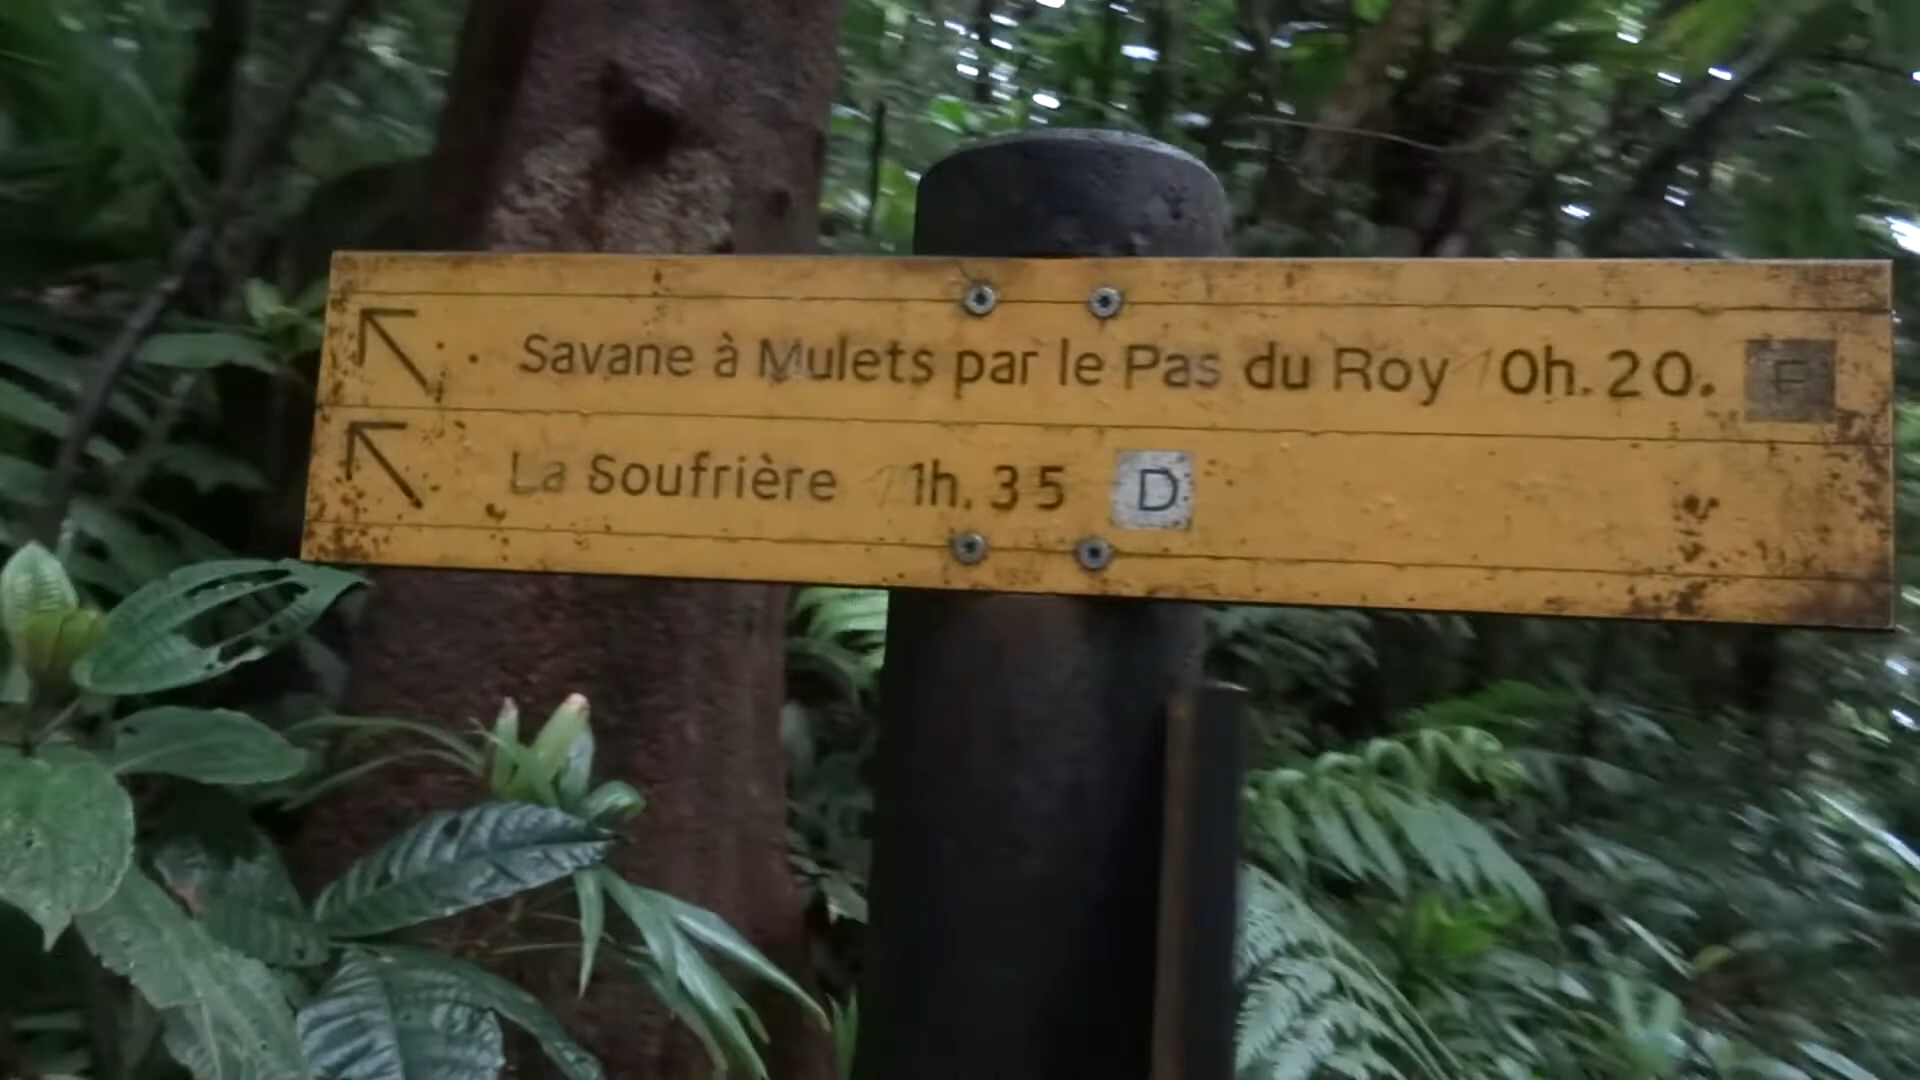 Savane à Mulets par le Pas du Roy 0h.20. F
La Soufrière 1h.35 D